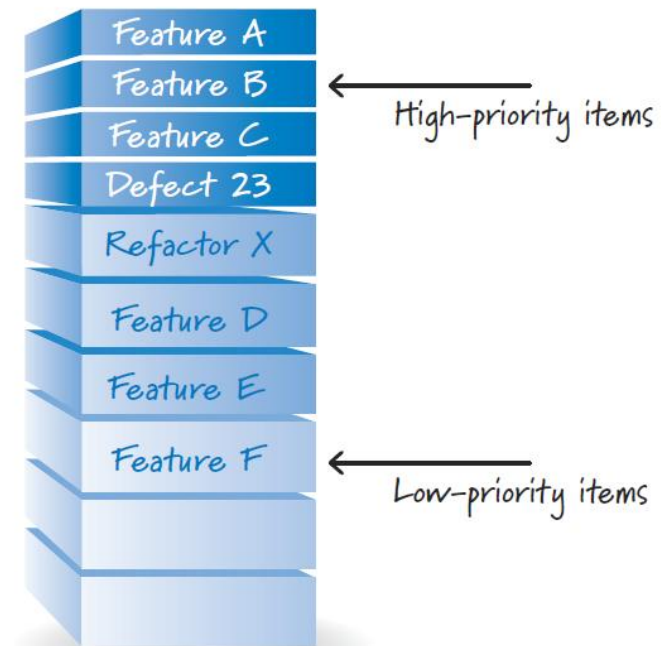 Feature A
Feature B
High-priority items
Feature C
Defect 23
Refactor X
Feature D
Feature E
Feature F
Low-priority items